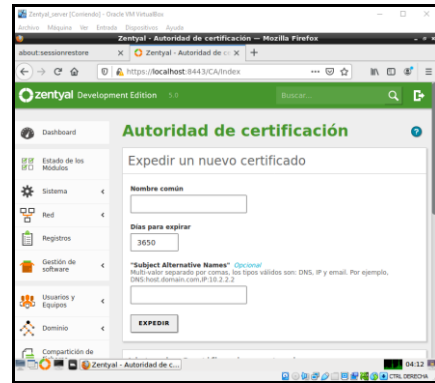 Zentyal_server [Corriendo] - Oracle VM VirtualBox
Archivo Máquina Ver Entrada Dispositivos Ayuda
Zentyal - Autoridad de certificación — Mozilla Firefox
about:sessionrestore
Zentyal - Autoridad de c
https://localhost:8443/CA/Index
zentyal Development Edition 5.0
Buscar...
Autoridad de certificación
Dashboard
Estado de los Módulos
Sistema
Red
Registros
Gestión de software
Usuarios y Equipos
Dominio
Compartición de
Expedir un nuevo certificado
Nombre común
Días para expirar
3650
"Subject Alternative Names" Opcional
Multi-valor separado por comas, los tipos válidos son: DNS, IP y email. Por ejemplo,
DNS:host.domain.com,IP:10.2.2.2
EXPEDIR
Zentyal - Autoridad de c...
04:12
CTRL DERECHA